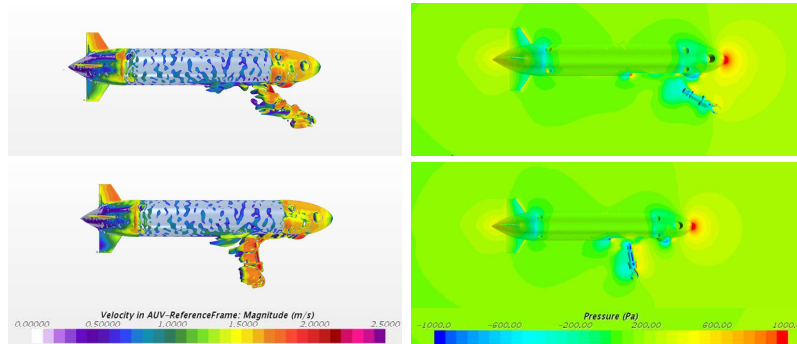 Velocity in AUV-ReferenceFrame: Magnitude (m/s)
0.00000 0.50000 1.0000 1.5000 2.0000 2.5000
Pressure (Pa)
-1000.0 -600.00 -200.00 200.00 600.00 1000.